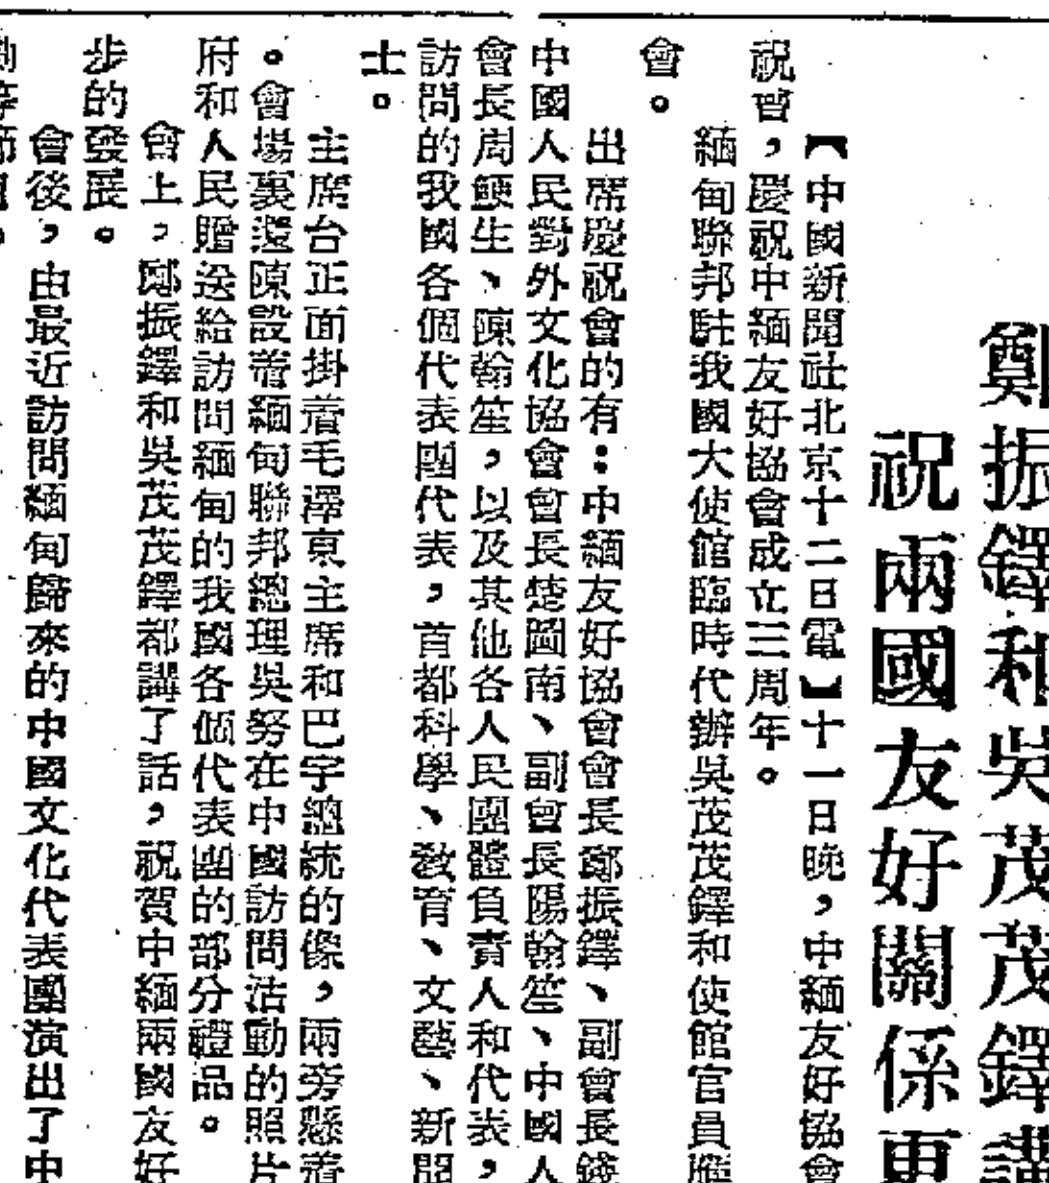 鄭振鐸和吳茂茂鐸講
祝兩國友好關係更
【中國新聞社北京十二日電】十一日晚，中緬友好協會
祝會，慶祝中緬友好協會成立三周年。
緬甸聯邦駐我國大使館臨時代辦吳茂茂鐸和使館官員應
會。
出席慶祝會的有：中緬友好協會會長鄭振鐸、副會長錢
中國人民對外文化協會會長楚圖南、副會長陽翰笙、中國人
會長周鯁生、陳翰笙，以及其他各人民團體負責人和代表，
訪問的我國各個代表團代表，首都科學、教育、文藝、新聞
士。
主席台正面掛着毛澤東主席和巴宇總統的像，兩旁懸着
。會場裏還陳設着緬甸聯邦總理吳努在中國訪問活動的照片
府和人民贈送給訪問緬甸的我國各個代表團的部分禮品。
會上，鄭振鐸和吳茂茂鐸都講了話，祝賀中緬兩國友好
步的發展。
會後，由最近訪問緬甸歸來的中國文化代表團演出了中